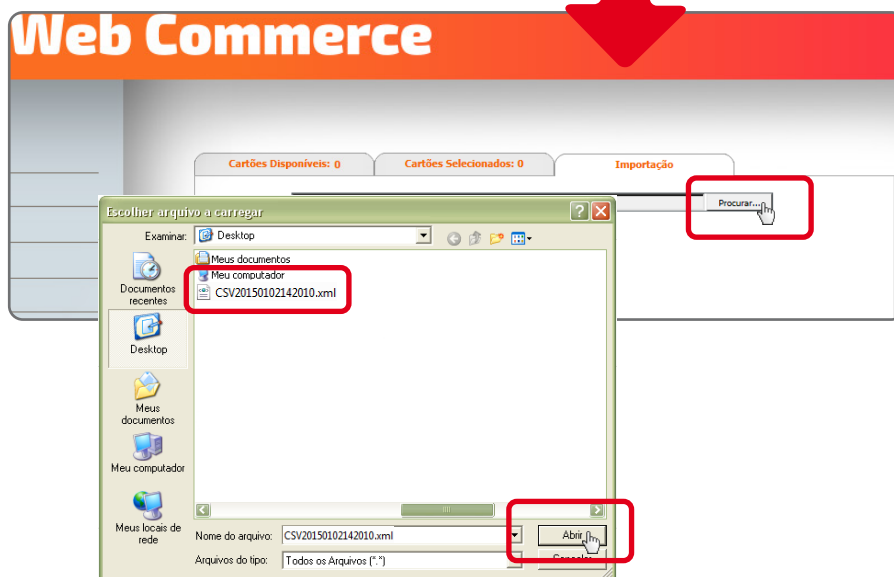 Web Commerce
Cartões Disponíveis: 0
Cartões Selecionados: 0
Importação
Procurar...
Escolher arquivo a carregar
Examinar:
Desktop
Meus documentos
Meu computador
CSV20150102142010.xml
Documentos
recentes
Desktop
Meus
documentos
Meu computador
Meus locais de
rede
Nome do arquivo:
CSV20150102142010.xml
Abrir
Arquivos do tipo:
Todos os Arquivos (*.*)